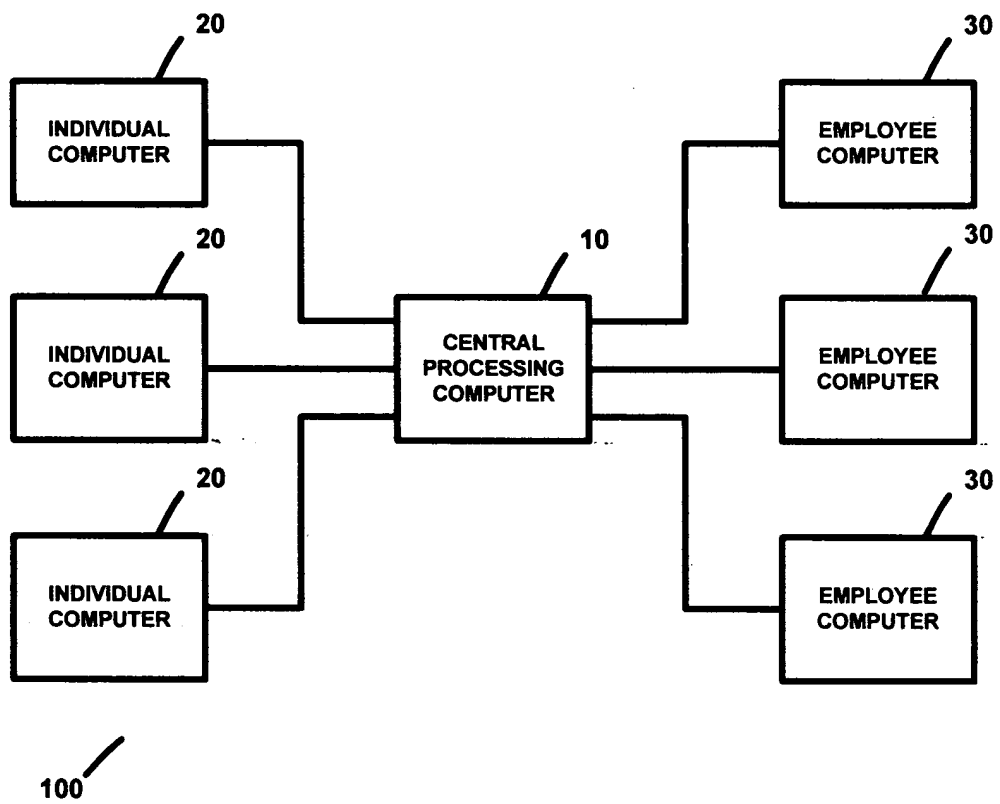 20
30
INDIVIDUAL
COMPUTER
EMPLOYEE
COMPUTER
20
10
30
INDIVIDUAL
COMPUTER
CENTRAL
PROCESSING
COMPUTER
EMPLOYEE
COMPUTER
20
30
INDIVIDUAL
COMPUTER
EMPLOYEE
COMPUTER
100